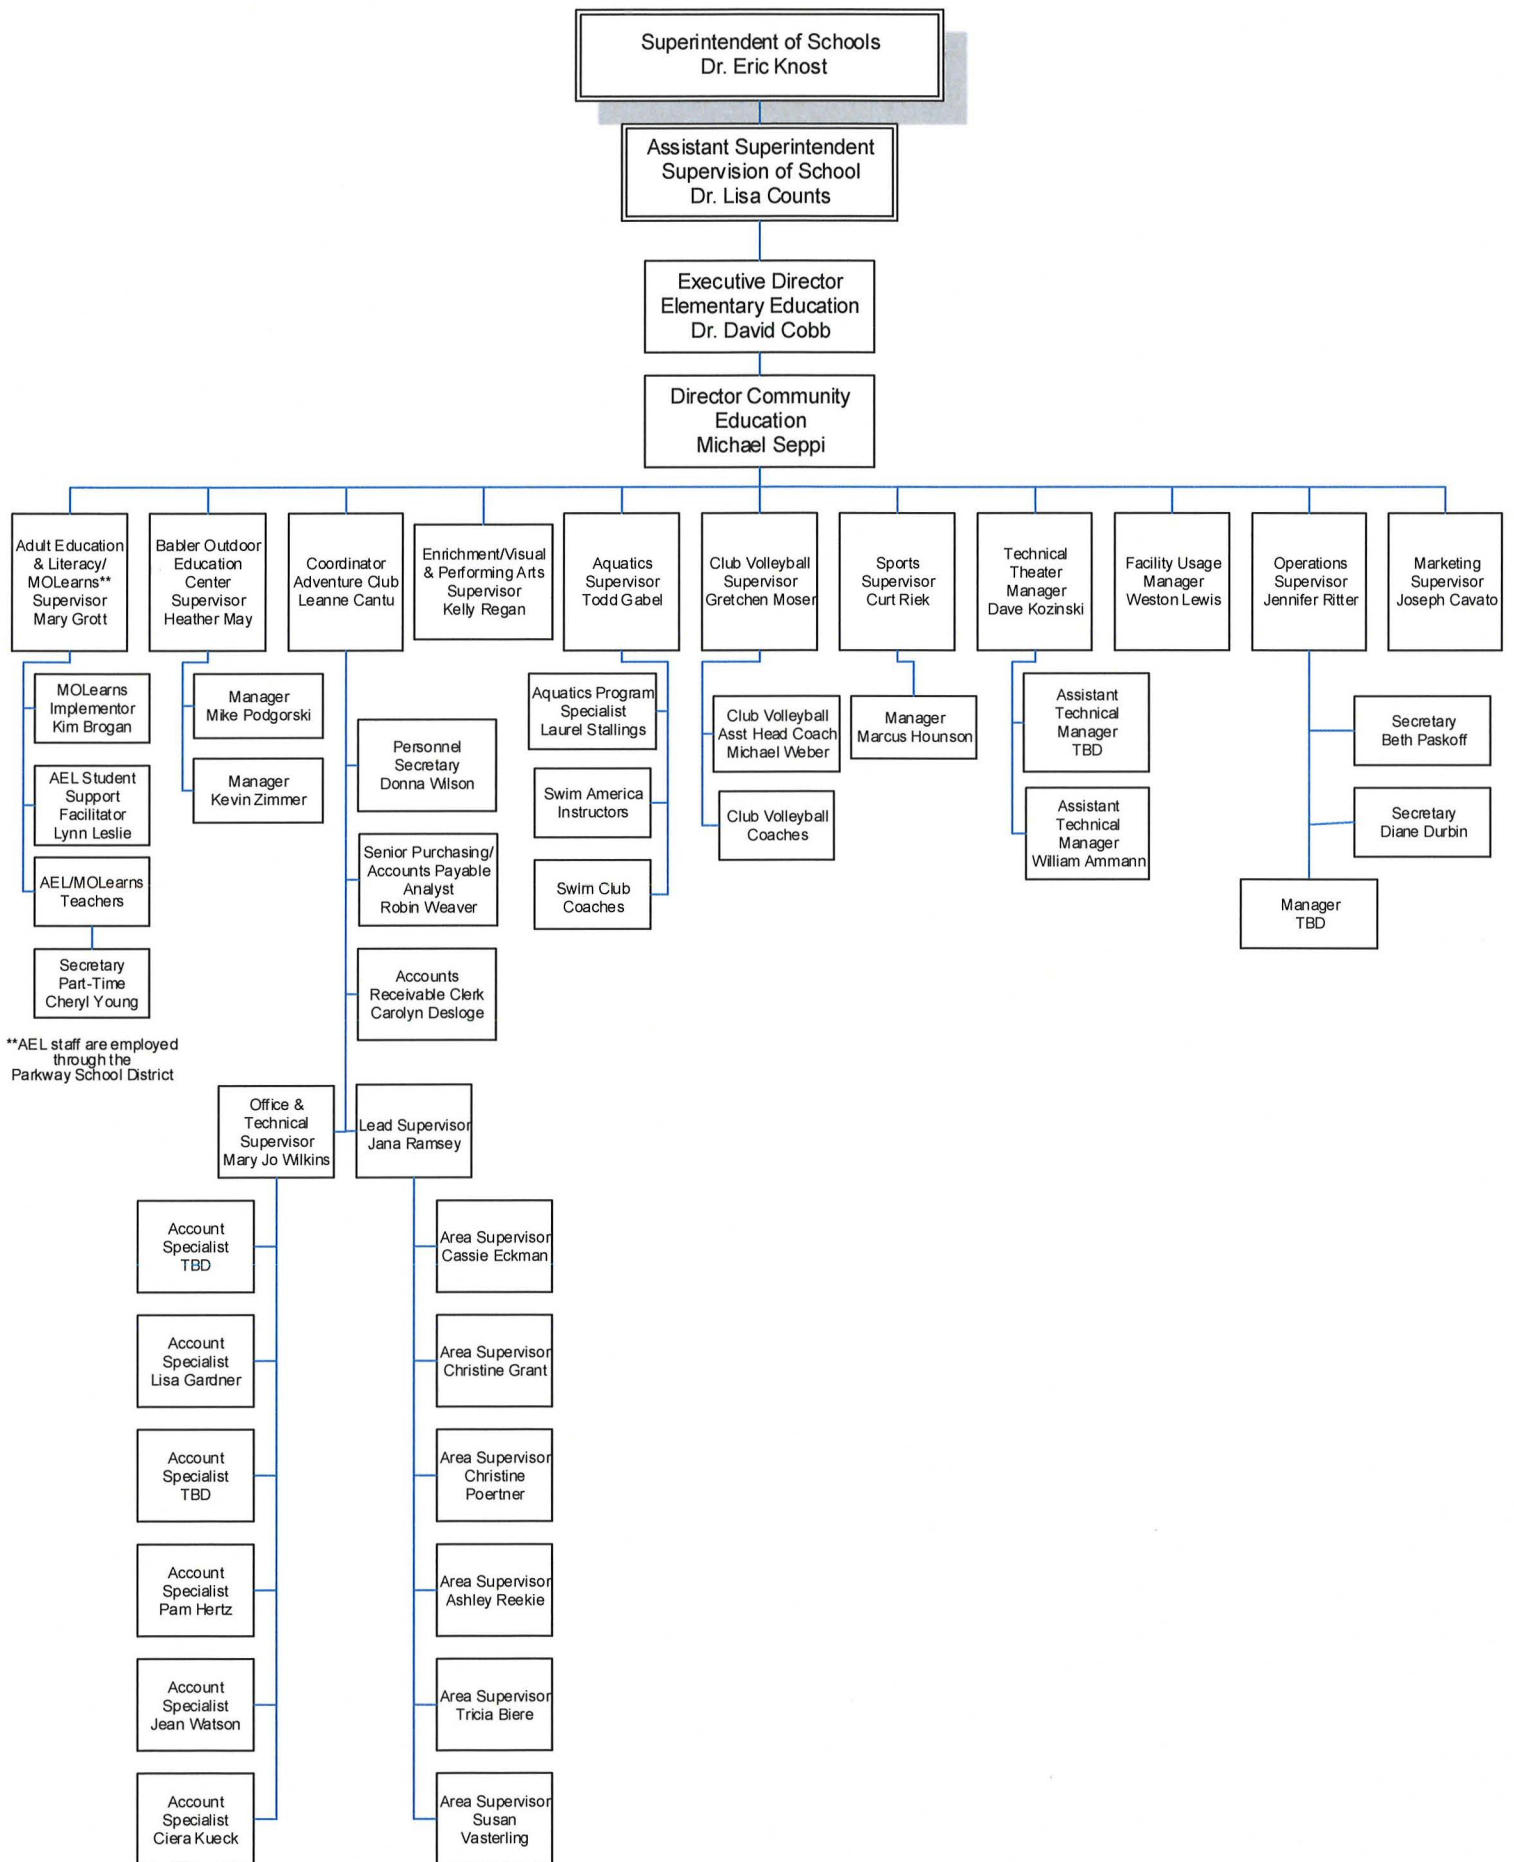 Superintendent of Schools
Dr. Eric Knost
Assistant Superintendent
Supervision of School
Dr. Lisa Counts
Executive Director
Elementary Education
Dr. David Cobb
Director Community
Education
Michael Seppi
Adult Education
& Literacy/
MOLearns**
Supervisor
Mary Grott
Babler Outdoor
Education
Center
Supervisor
Heather May
Coordinator
Adventure Club
Leanne Cantu
Enrichment/Visual
& Performing Arts
Supervisor
Kelly Regan
Aquatics
Supervisor
Todd Gabel
Club Volleyball
Supervisor
Gretchen Moser
Sports
Supervisor
Curt Riek
Technical
Theater
Manager
Dave Kozinski
Facility Usage
Manager
Weston Lewis
Operations
Supervisor
Jennifer Ritter
Marketing
Supervisor
Joseph Cavato
MOLearns
Implementor
Kim Brogan
AEL Student
Support
Facilitator
Lynn Leslie
AEL/MOLearns
Teachers
Secretary
Part-Time
Cheryl Young
**AEL staff are employed
through the
Parkway School District
Manager
Mike Podgorski
Manager
Kevin Zimmer
Personnel
Secretary
Donna Wilson
Senior Purchasing/
Accounts Payable
Analyst
Robin Weaver
Accounts
Receivable Clerk
Carolyn Desloge
Aquatics Program
Specialist
Laurel Stallings
Swim America
Instructors
Swim Club
Coaches
Club Volleyball
Asst Head Coach
Michael Weber
Club Volleyball
Coaches
Manager
Marcus Hounson
Assistant
Technical
Manager
TBD
Assistant
Technical
Manager
William Ammann
Secretary
Beth Paskoff
Secretary
Diane Durbin
Manager
TBD
Office &
Technical
Supervisor
Mary Jo Wilkins
Lead Supervisor
Jana Ramsey
Account
Specialist
TBD
Account
Specialist
Lisa Gardner
Account
Specialist
TBD
Account
Specialist
Pam Hertz
Account
Specialist
Jean Watson
Account
Specialist
Ciera Kueck
Area Supervisor
Cassie Eckman
Area Supervisor
Christine Grant
Area Supervisor
Christine
Poertner
Area Supervisor
Ashley Reekie
Area Supervisor
Tricia Biere
Area Supervisor
Susan
Vasterling